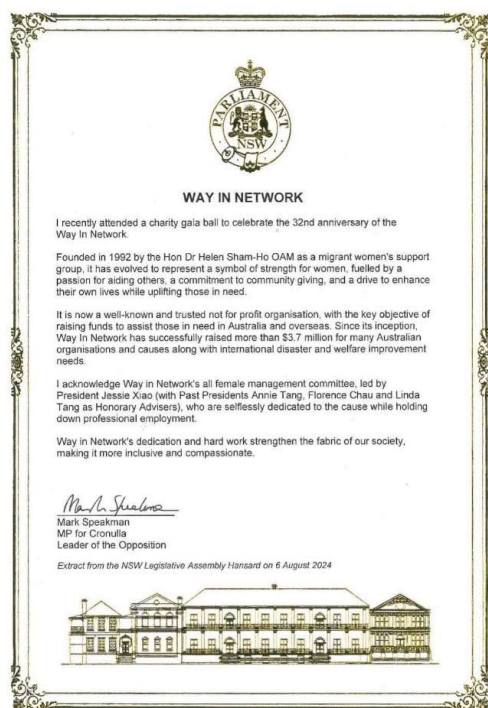 PARLIAMENT
NSW
WAY IN NETWORK
I recently attended a charity gala ball to celebrate the 32nd anniversary of the
Way In Network.
Founded in 1992 by the Hon Dr Helen Sham-Ho OAM as a migrant women's support
group, it has evolved to represent a symbol of strength for women, fuelled by a
passion for aiding others, a commitment to community giving, and a drive to enhance
their own lives while uplifting those in need.
It is now a well-known and trusted not for profit organisation, with the key objective of
raising funds to assist those in need in Australia and overseas. Since its inception,
Way In Network has successfully raised more than $3.7 million for many Australian
organisations and causes along with international disaster and welfare improvement
needs.
I acknowledge Way in Network's all female management committee, led by
President Jessie Xiao (with Past Presidents Annie Tang, Florence Chau and Linda
Tang as Honorary Advisers), who are selflessly dedicated to the cause while holding
down professional employment.
Way in Network's dedication and hard work strengthen the fabric of our society,
making it more inclusive and compassionate.
Mark Speakman
Mark Speakman
MP for Cronulla
Leader of the Opposition
Extract from the NSW Legislative Assembly Hansard on 6 August 2024